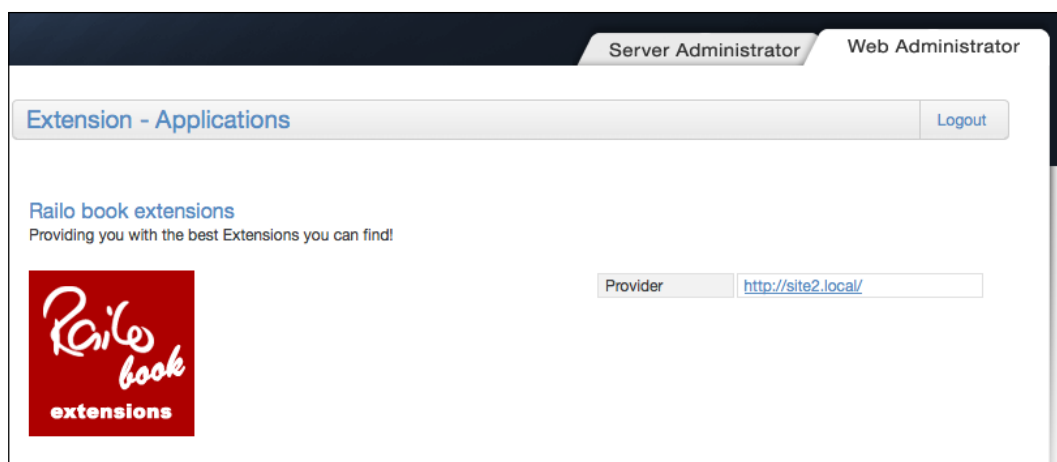 Server Administrator
Web Administrator
Extension - Applications
Logout
Railo book extensions
Providing you with the best Extensions you can find!
Provider
http://site2.local/
Railo
book
extensions